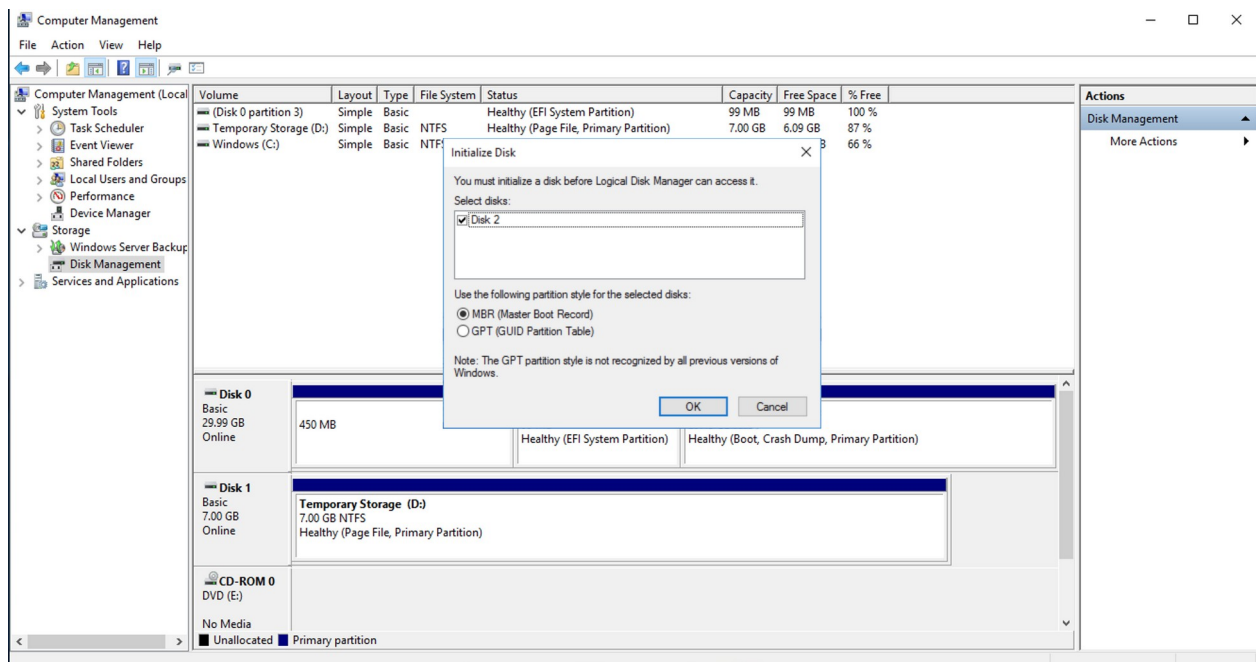 Computer Management
File Action View Help
Computer Management (Local
System Tools
Task Scheduler
Event Viewer
Shared Folders
Local Users and Groups
Performance
Device Manager
Storage
Windows Server Backup
Disk Management
Services and Applications
Volume Layout Type File System Status Capacity Free Space % Free
(Disk 0 partition 3) Simple Basic Healthy (EFI System Partition) 99 MB 99 MB 100 %
Temporary Storage (D:) Simple Basic NTFS Healthy (Page File, Primary Partition) 7.00 GB 6.09 GB 87 %
Windows (C:) Simple Basic 66 %
Initialize Disk
You must initialize a disk before Logical Disk Manager can access it.
Select disks:
Disk 2
Use the following partition style for the selected disks:
MBR (Master Boot Record)
GPT (GUID Partition Table)
Note: The GPT partition style is not recognized by all previous versions of
Windows.
OK Cancel
Disk 0
Basic
29.99 GB
Online
450 MB
Healthy (EFI System Partition)
Healthy (Boot, Crash Dump, Primary Partition)
Disk 1
Basic
7.00 GB
Online
Temporary Storage (D:)
7.00 GB NTFS
Healthy (Page File, Primary Partition)
CD-ROM 0
DVD (E:)
No Media
Unallocated Primary partition
Actions
Disk Management
More Actions